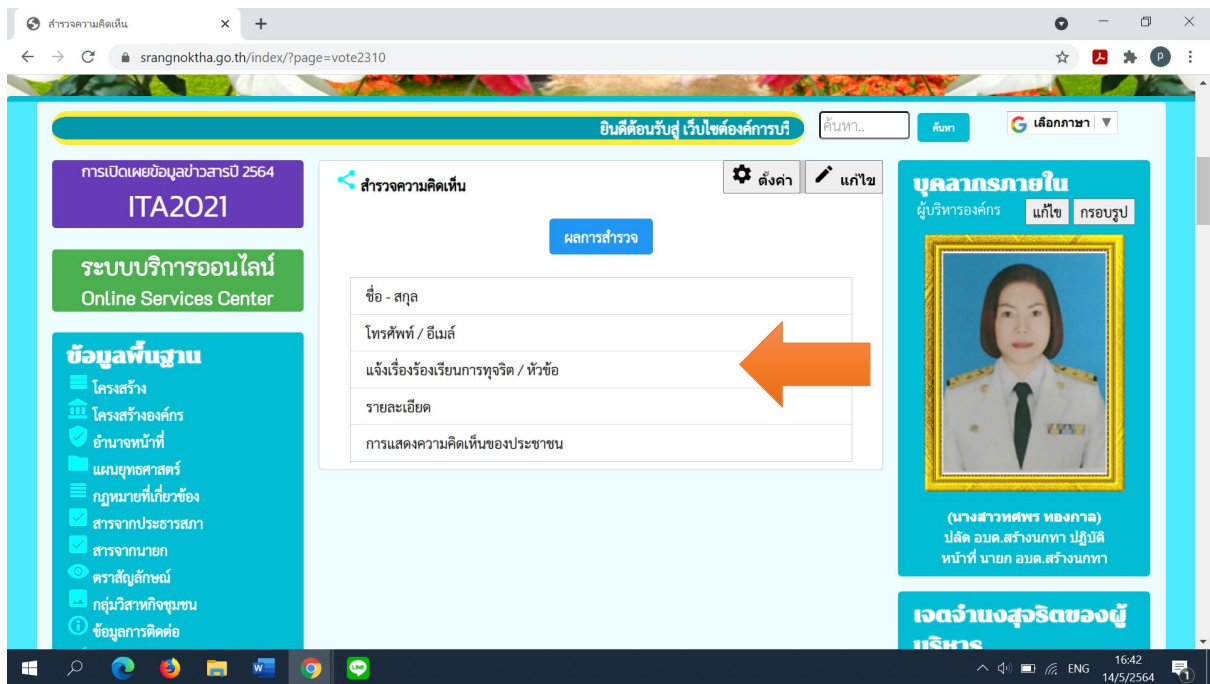 สำรวจความคิดเห็น
srangnoktha.go.th/index/?page=vote2310
P
ยินดีต้อนรับสู่ เว็บไซต์องค์การบริ
ค้นหา..
ค้นหา
G เลือกภาษา ▼
การเปิดเผยข้อมูลข่าวสารปี 2564
ITA2021
ระบบบริการออนไลน์
Online Services Center
ข้อมูลพื้นฐาน
โครงสร้าง
โครงสร้างองค์กร
อำนาจหน้าที่
แผนยุทธศาสตร์
กฎหมายที่เกี่ยวข้อง
สารจากประธารสภา
สารจากนายก
ตราสัญลักษณ์
กลุ่มวิสาหกิจชุมชน
ข้อมูลการติดต่อ
สำรวจความคิดเห็น
ตั้งค่า
แก้ไข
ผลการสำรวจ
ชื่อ - สกุล
โทรศัพท์ / อีเมล์
แจ้งเรื่องร้องเรียนการทุจริต / หัวข้อ
รายละเอียด
การแสดงความคิดเห็นของประชาชน
บุคลากรภายใน
ผู้บริหารองค์กร
แก้ไข
กรอบรูป
(นางสาวทศพร ทองกาล)
ปลัด อบต.สร้างนกทา ปฏิบัติ
หน้าที่ นายก อบต.สร้างนกทา
เจตจำนงสุจริตของผู้
บริหาร
W
LINE
ENG
16:42
14/5/2564
1